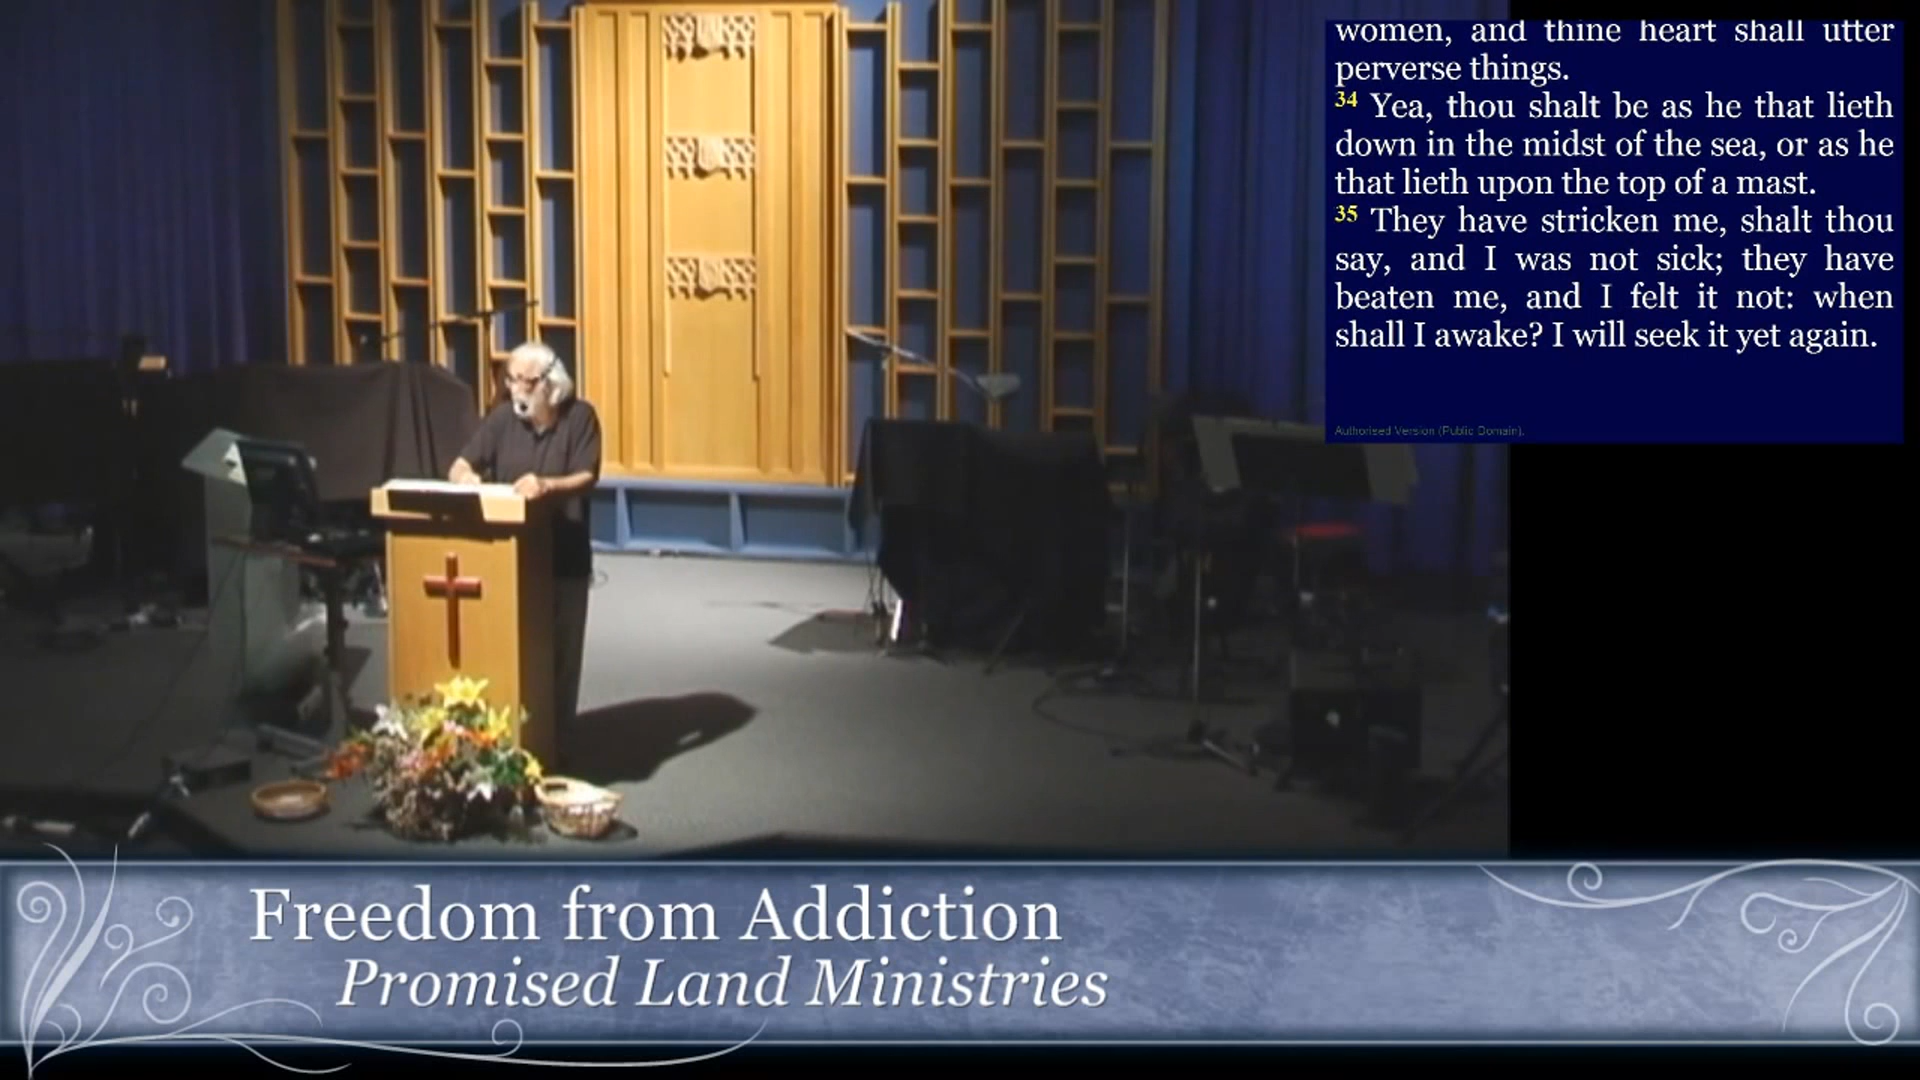 women, and thine heart shall utter
perverse things.
34 Yea, thou shalt be as he that lieth
down in the midst of the sea, or as he
that lieth upon the top of a mast.
35 They have stricken me, shalt thou
say, and I was not sick; they have
beaten me, and I felt it not: when
shall I awake? I will seek it yet again.
Authorised Version (Public Domain).
Freedom from Addiction
Promised Land Ministries